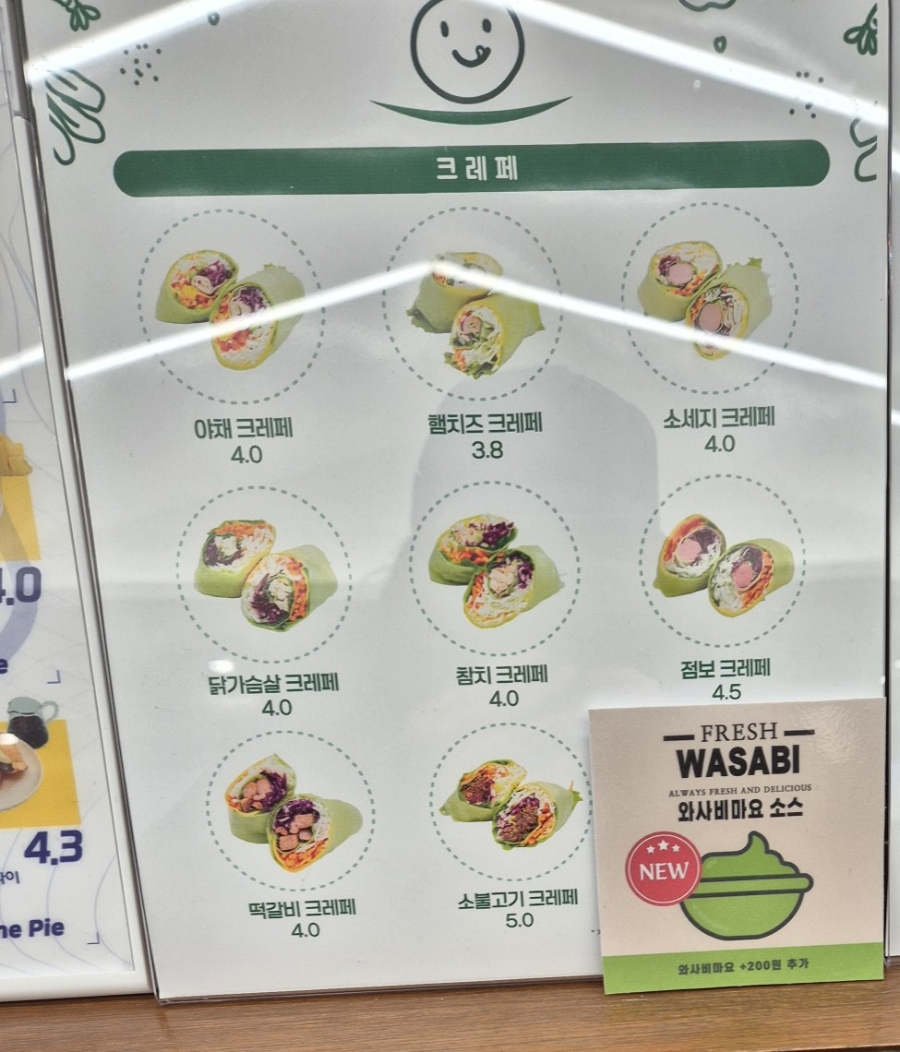 크레페
야채 크레페
4.0
햄치즈 크레페
3.8
소세지 크레페
4.0
닭가슴살 크레페
4.0
참치 크레페
4.0
점보 크레페
4.5
떡갈비 크레페
4.0
소불고기 크레페
5.0
FRESH
WASABI
ALWAYS FRESH AND DELICIOUS
와사비마요 소스
NEW
와사비마요 +200원 추가
4.3
Pie